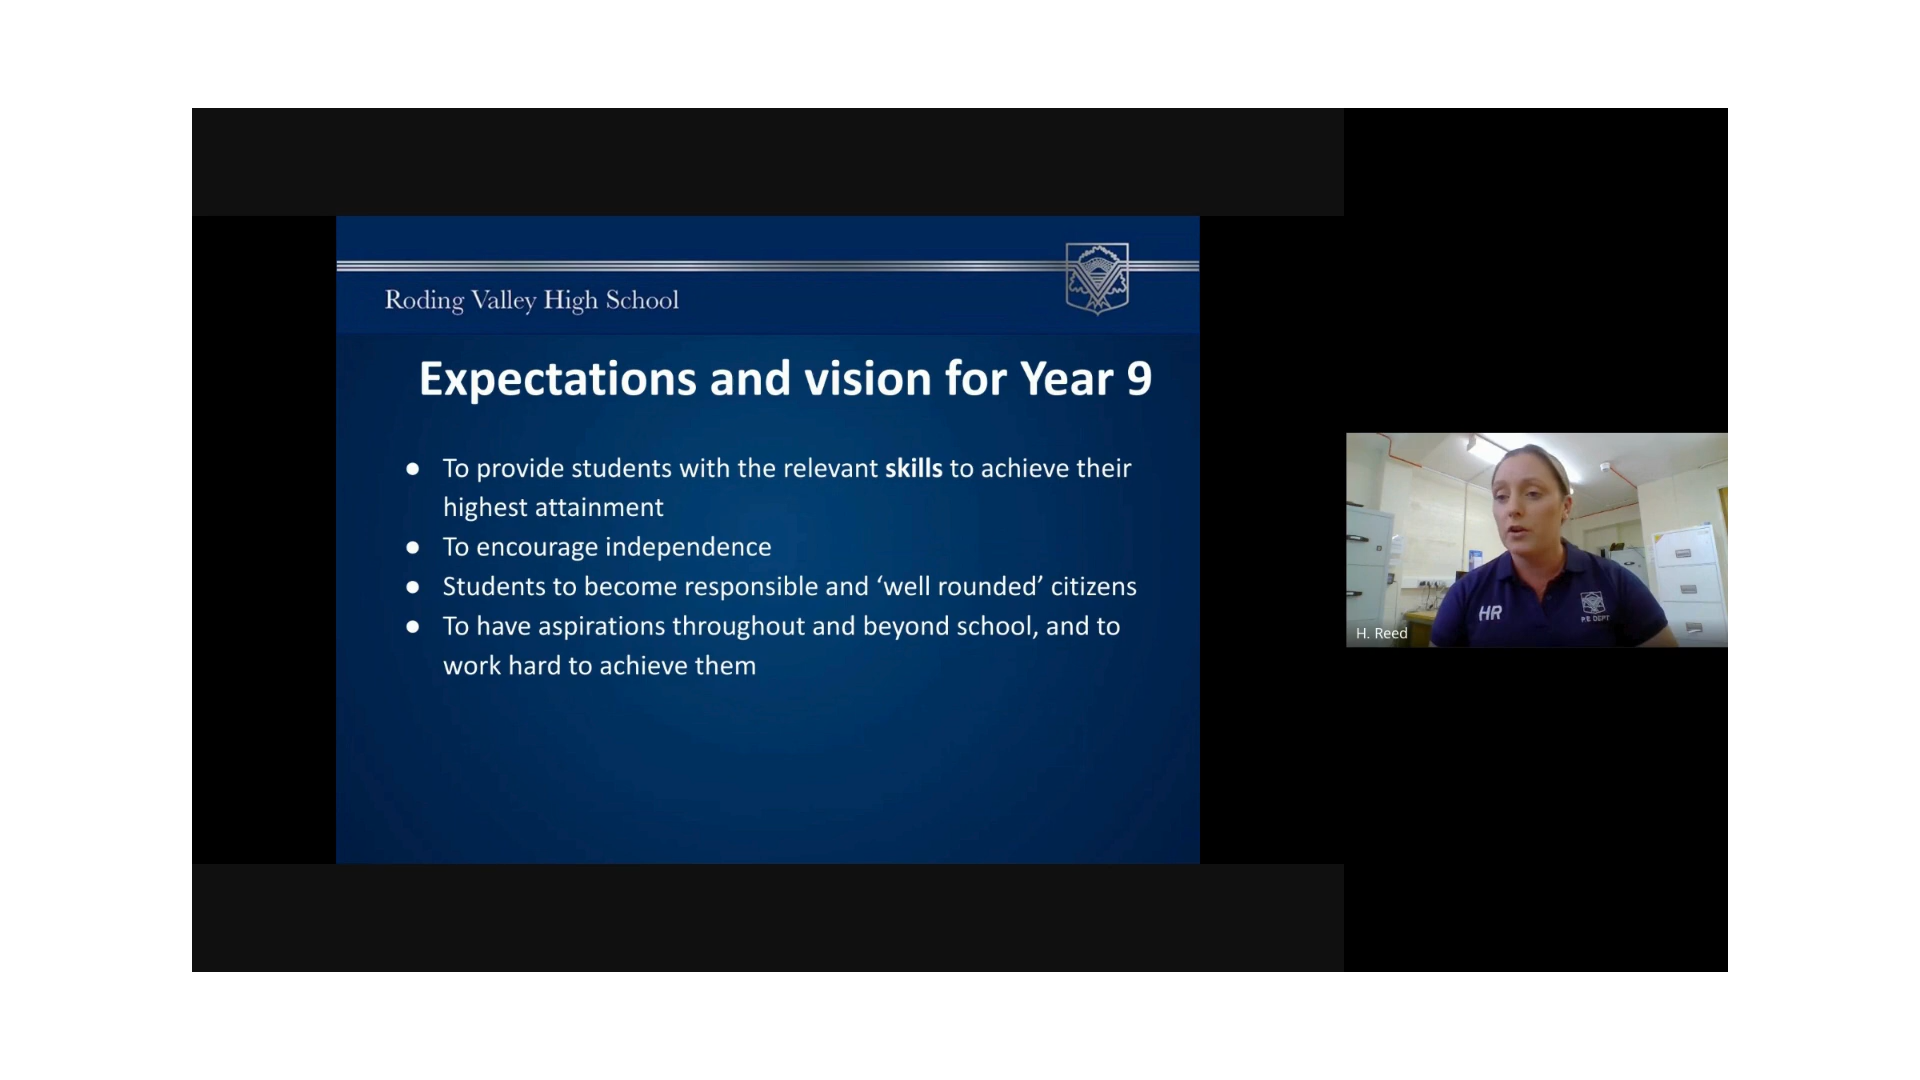 Roding Valley High School
Expectations and vision for Year 9
● To provide students with the relevant skills to achieve their
highest attainment
● To encourage independence
● Students to become responsible and ‘well rounded’ citizens
● To have aspirations throughout and beyond school, and to
work hard to achieve them
HR
P.E DEPT
H. Reed